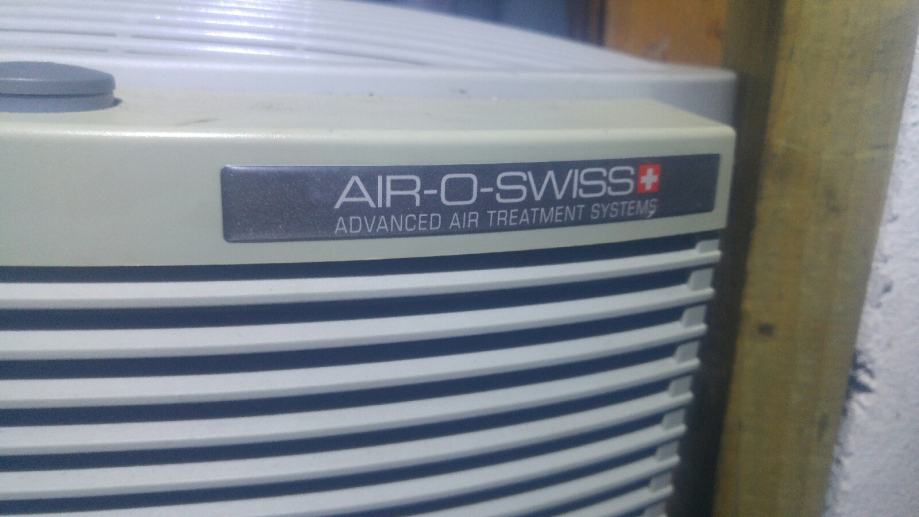 AIR-O-SWISS
ADVANCED AIR TREATMENT SYSTEMS